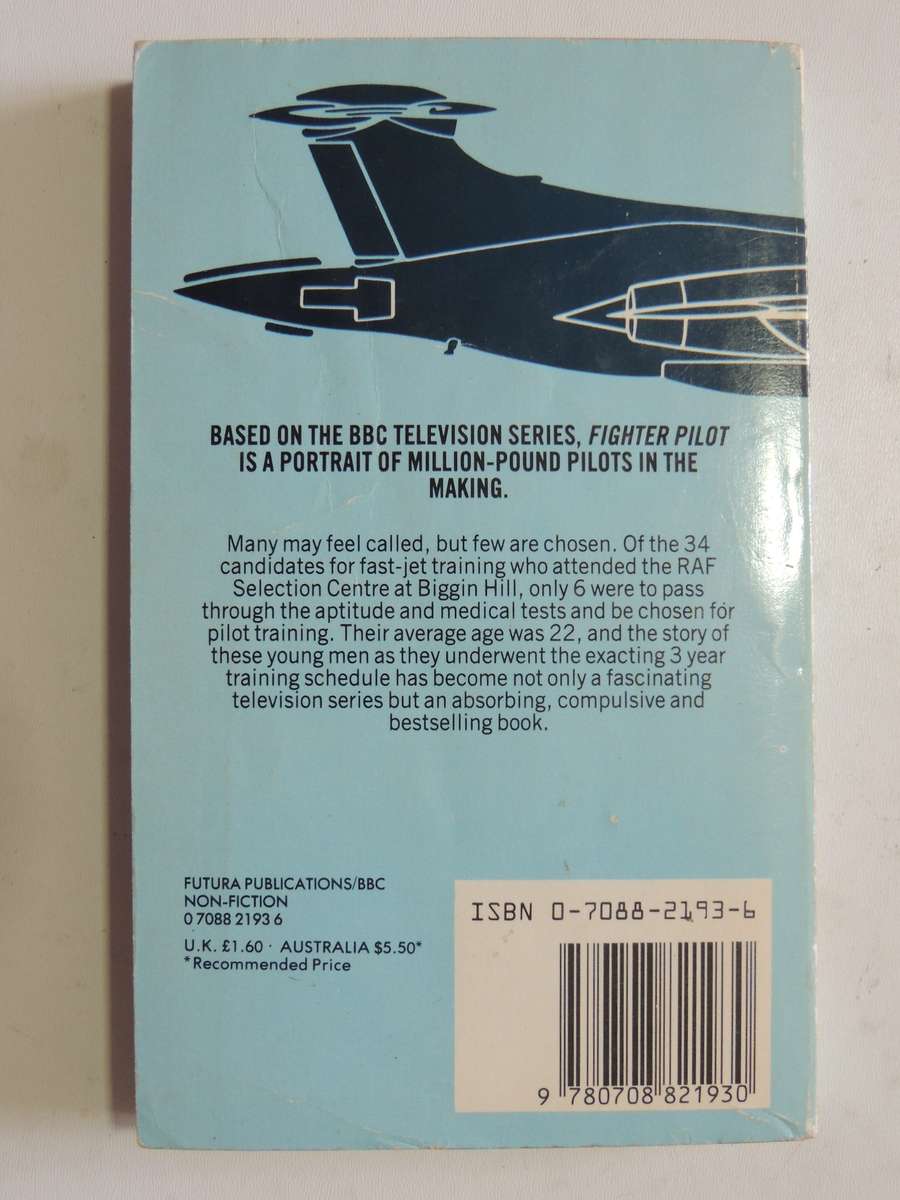 BASED ON THE BBC TELEVISION SERIES, FIGHTER PILOT
IS A PORTRAIT OF MILLION-POUND PILOTS IN THE
MAKING.
Many may feel called, but few are chosen. Of the 34
candidates for fast-jet training who attended the RAF
Selection Centre at Biggin Hill, only 6 were to pass
through the aptitude and medical tests and be chosen for
pilot training. Their average age was 22, and the story of
these young men as they underwent the exacting 3 year
training schedule has become not only a fascinating
television series but an absorbing, compulsive and
bestselling book.
FUTURA PUBLICATIONS/BBC
NON-FICTION
0 7088 2193 6
U.K. £1.60 · AUSTRALIA $5.50*
*Recommended Price
ISBN 0-7088-2193-6
9 780708 821930